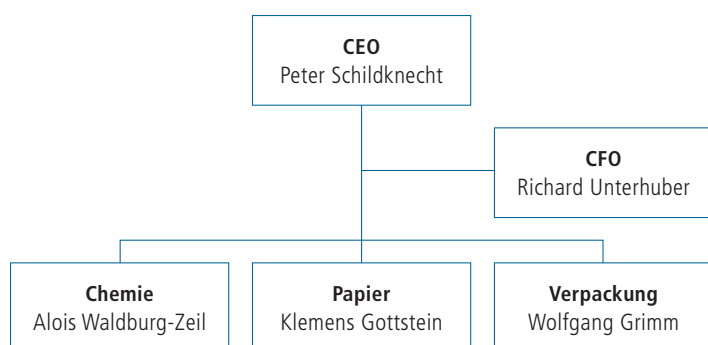 CEO
Peter Schildknecht
CFO
Richard Unterhuber
Chemie
Alois Waldburg-Zeil
Papier
Klemens Gottstein
Verpackung
Wolfgang Grimm